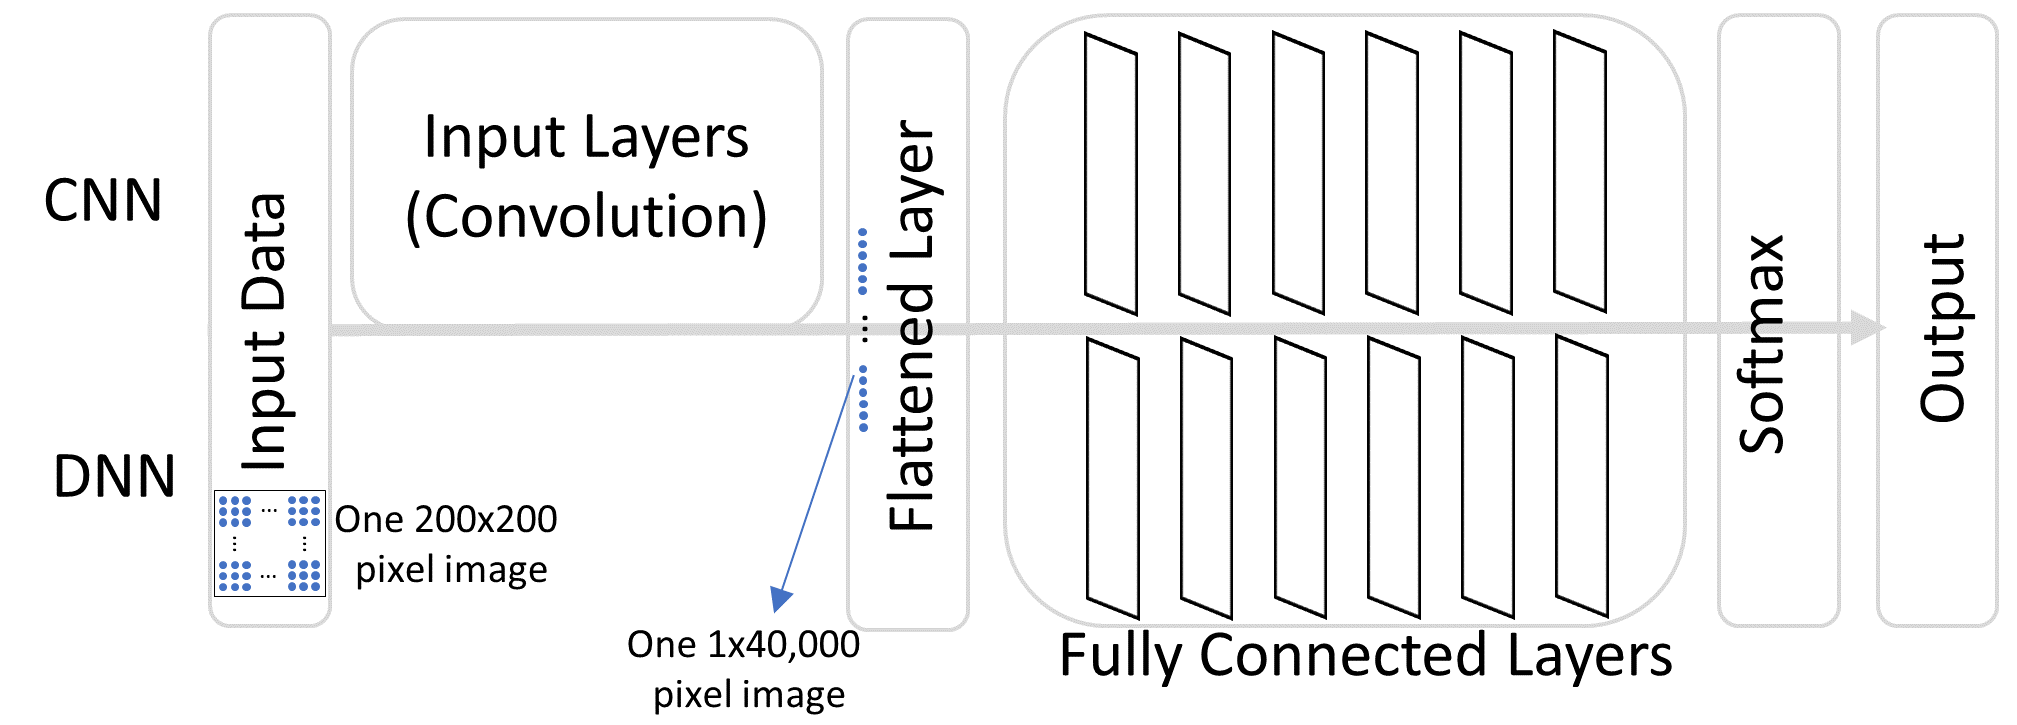 CNN
DNN
Input Data
One 200x200
pixel image
Input Layers
(Convolution)
...
...
...
...
...
Flattened Layer
One 1x40,000
pixel image
Fully Connected Layers
Softmax
Output